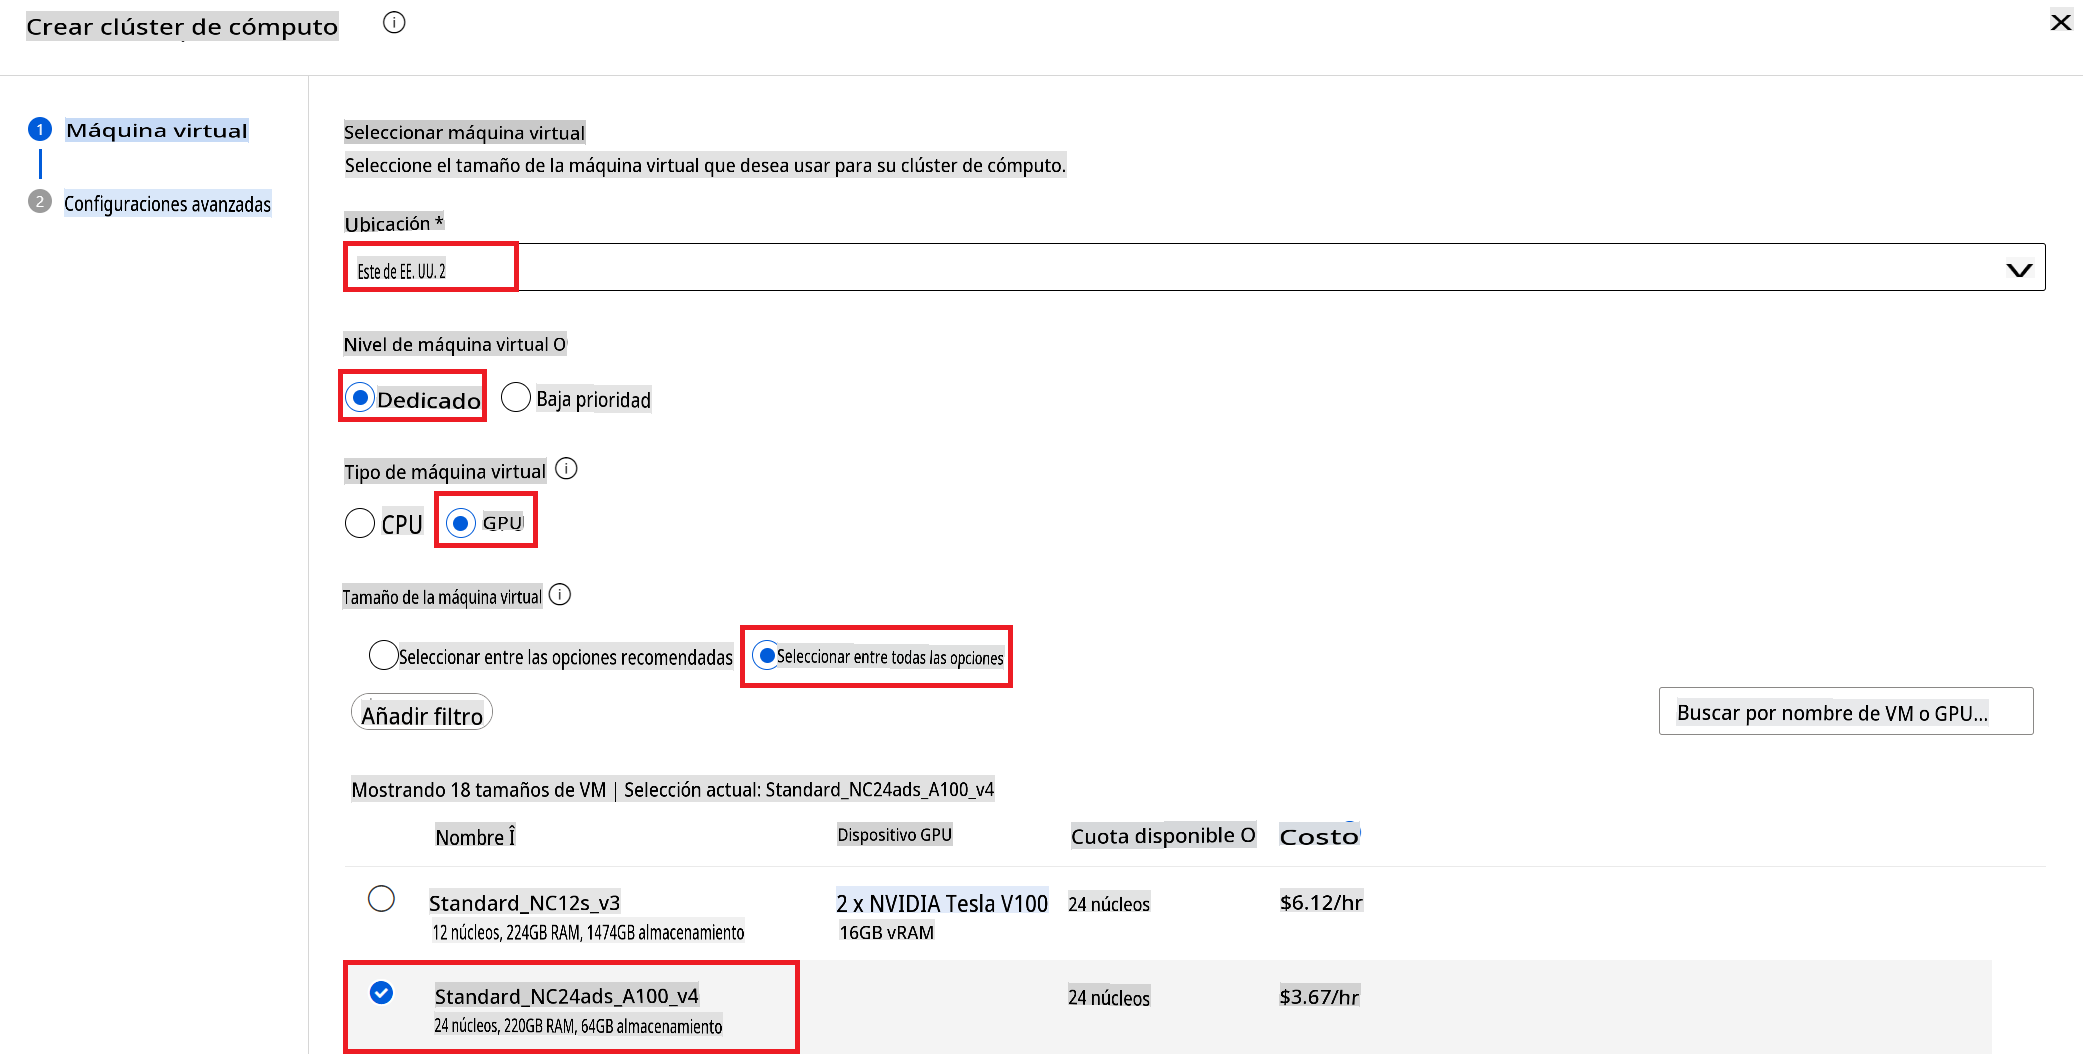 Crear clúster de cómputo
1 Máquina virtual
2 Configuraciones avanzadas
Seleccionar máquina virtual
Seleccione el tamaño de la máquina virtual que desea usar para su clúster de cómputo.
Ubicación *
Este de EE. UU. 2
Nivel de máquina virtual O
Dedicado Baja prioridad
Tipo de máquina virtual
CPU GPU
Tamaño de la máquina virtual
Seleccionar entre las opciones recomendadas Seleccionar entre todas las opciones
Añadir filtro Buscar por nombre de VM o GPU...
Mostrando 18 tamaños de VM | Selección actual: Standard_NC24ads_A100_v4
Nombre Î Dispositivo GPU Cuota disponible O Costo
Standard_NC12s_v3 2 x NVIDIA Tesla V100 24 núcleos $6.12/hr
12 núcleos, 224GB RAM, 1474GB almacenamiento 16GB vRAM
Standard_NC24ads_A100_v4 24 núcleos $3.67/hr
24 núcleos, 220GB RAM, 64GB almacenamiento